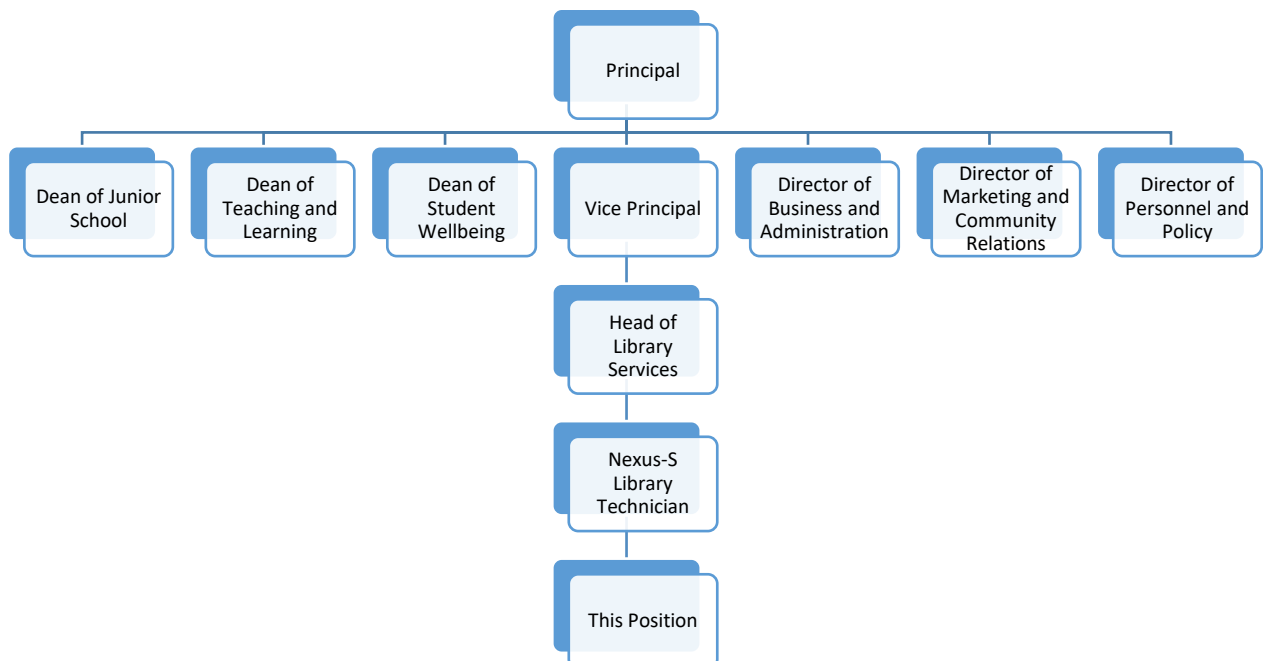 Principal
Dean of Junior
School
Dean of
Teaching and
Learning
Dean of
Student
Wellbeing
Vice Principal
Director of
Business and
Administration
Director of
Marketing and
Community
Relations
Director of
Personnel and
Policy
Head of
Library
Services
Nexus-S
Library
Technician
This Position